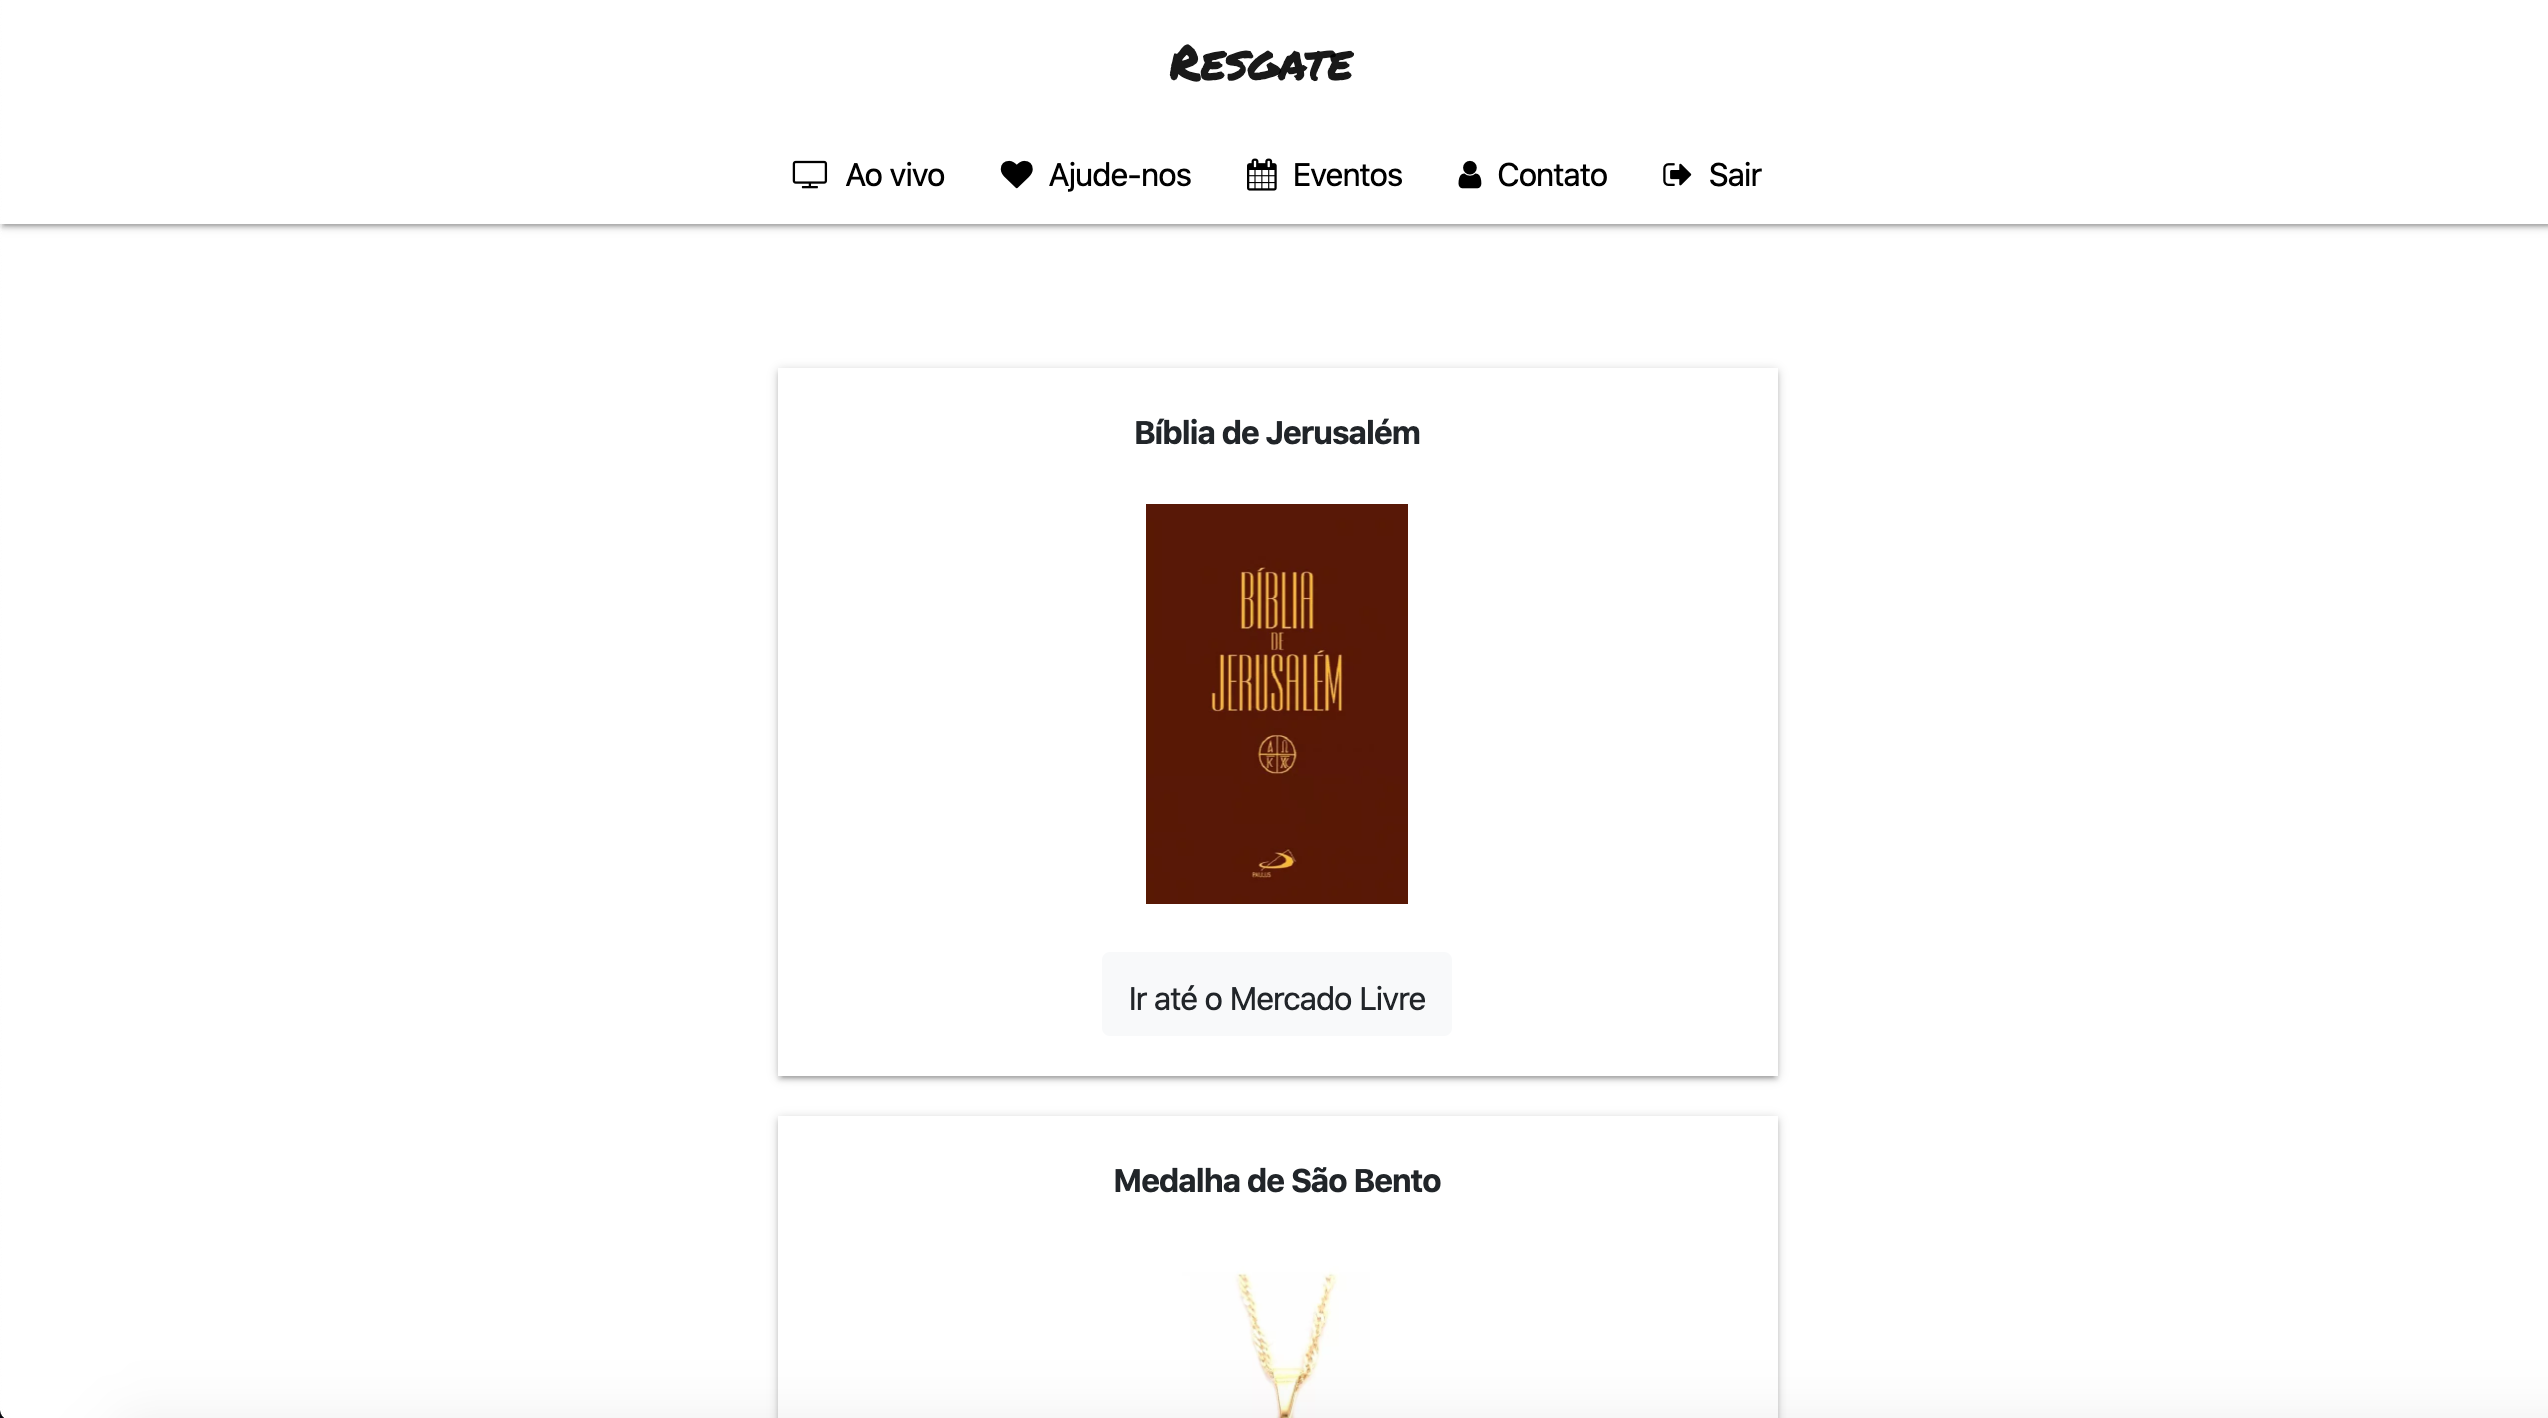 Resgate
Ao vivo Ajude-nos Eventos Contato Sair
Bíblia de Jerusalém
BÍBLIA
DE
JERUSALÉM
Α Ω
PAULUS
Ir até o Mercado Livre
Medalha de São Bento